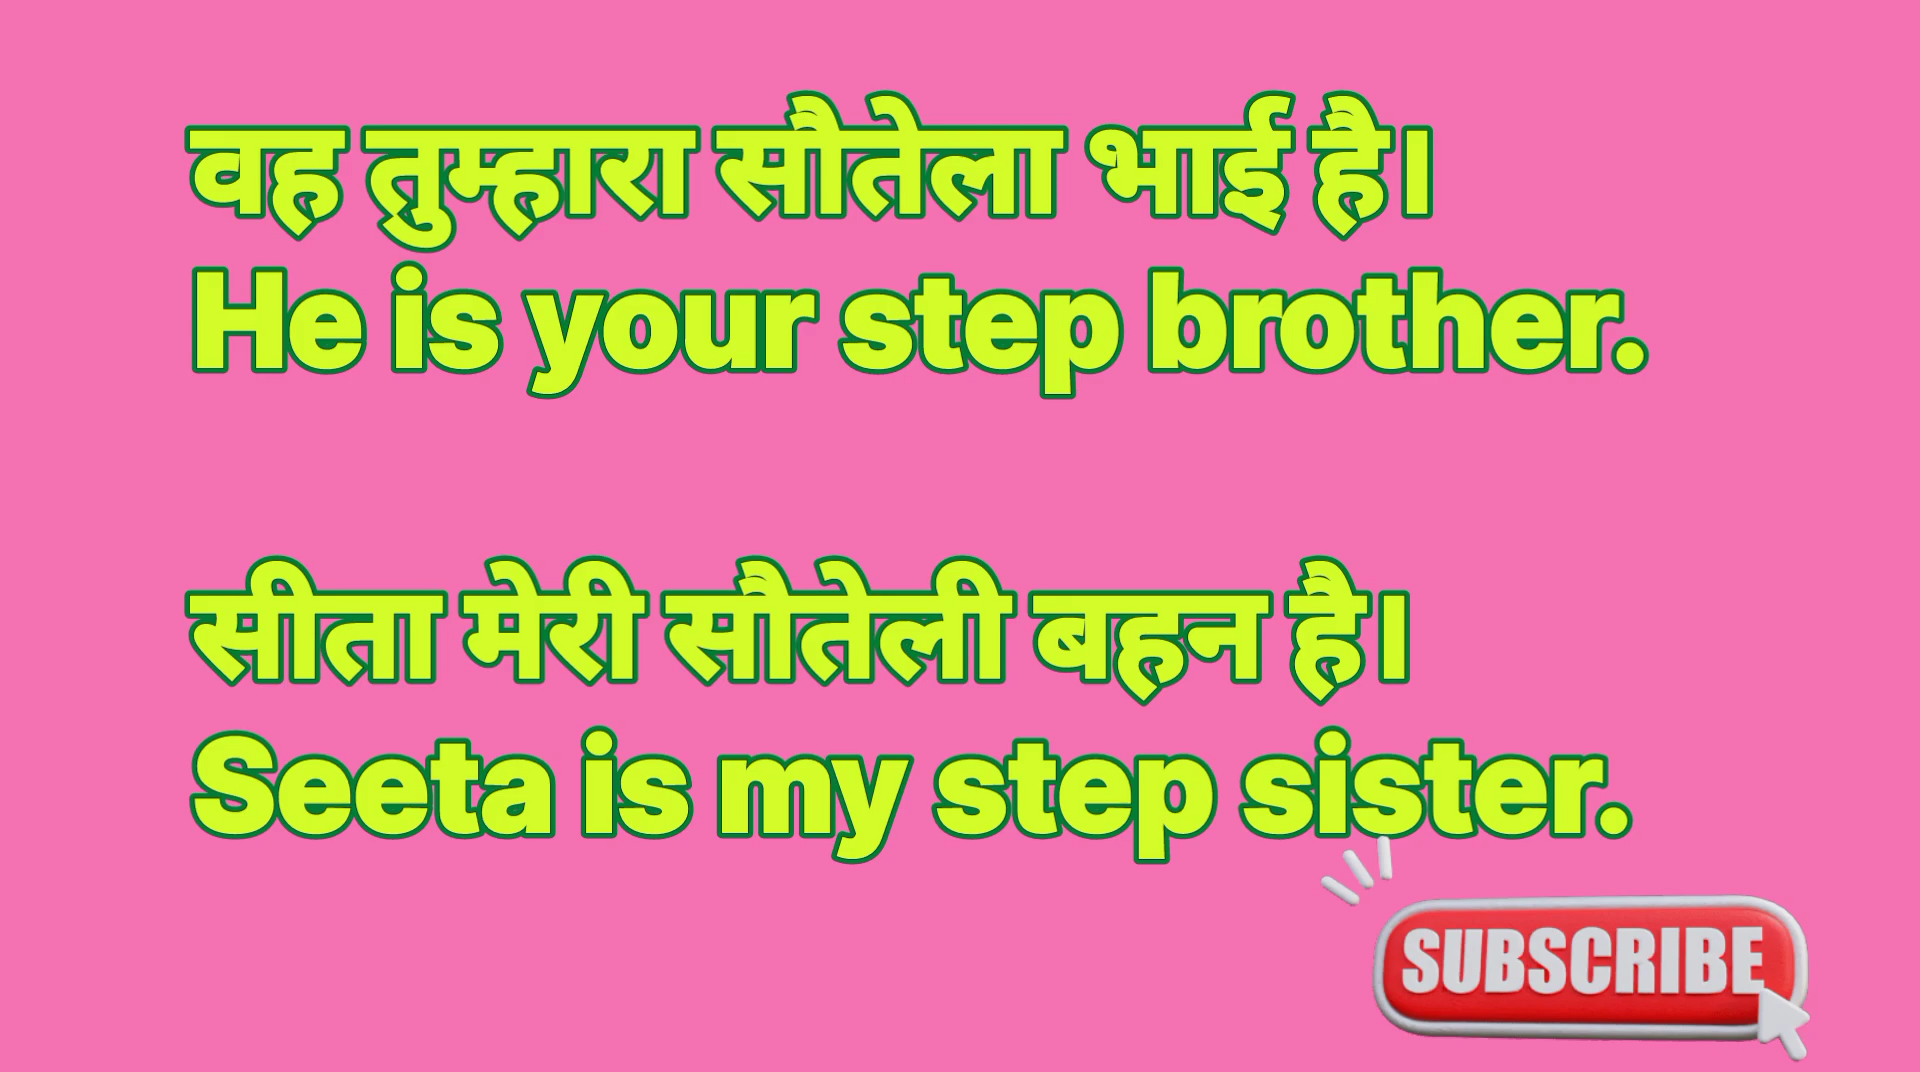 वह तुम्हारा सौतेला भाई है।
He is your step brother.
सीता मेरी सौतेली बहन है।
Seeta is my step sister.
SUBSCRIBE